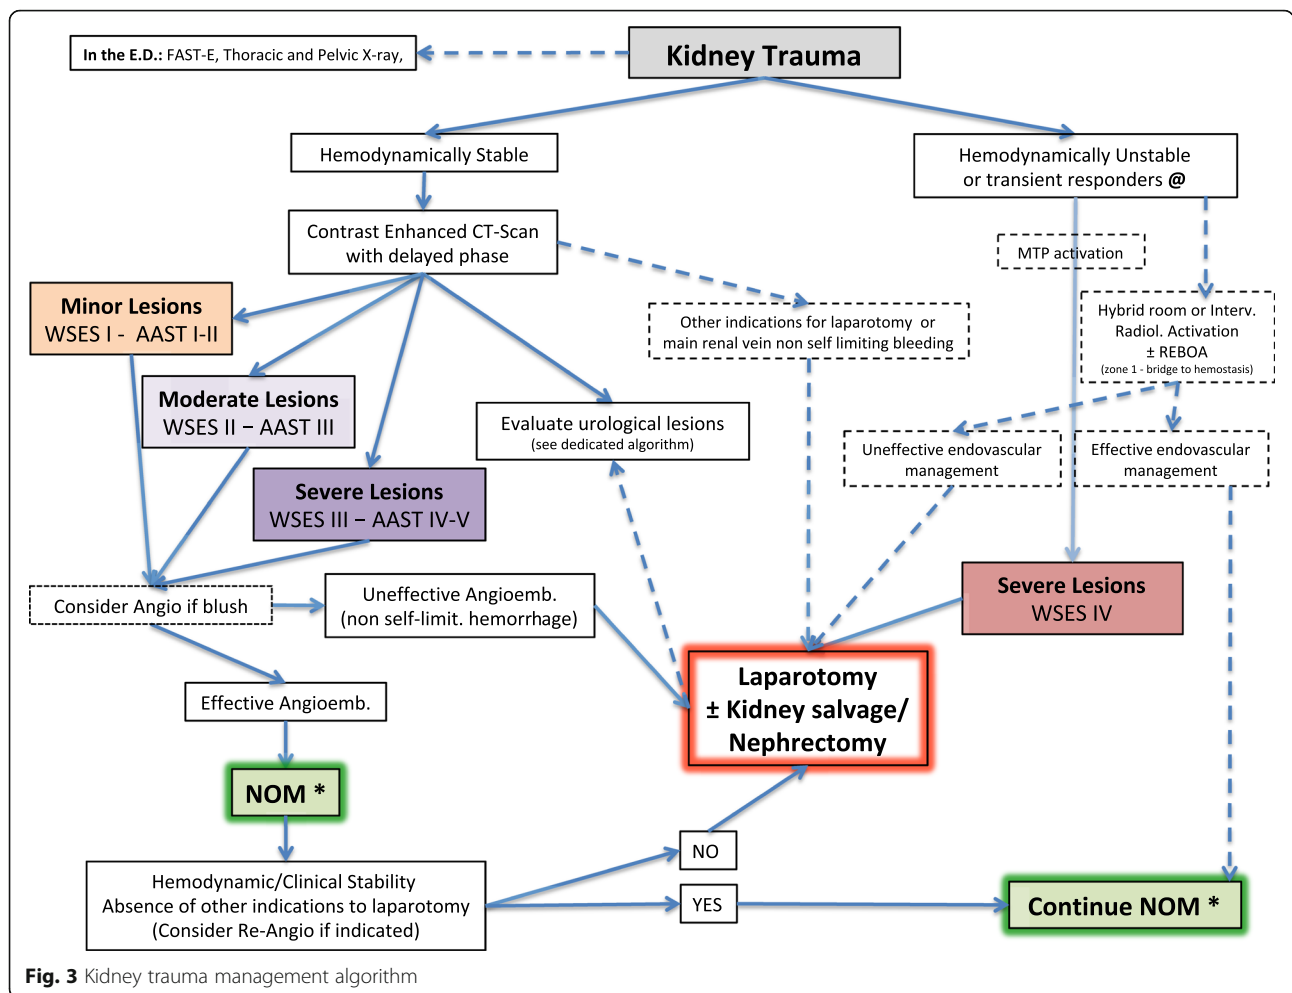 Kidney Trauma
In the E.D.: FAST-E, Thoracic and Pelvic X-ray,
Hemodynamically Stable
Hemodynamically Unstable
or transient responders @
Contrast Enhanced CT-Scan
with delayed phase
MTP activation
Minor Lesions
WSES I - AAST I-II
Other indications for laparotomy or
main renal vein non self limiting bleeding
Hybrid room or Interv.
Radiol. Activation
± REBOA
(zone 1 - bridge to hemostasis)
Moderate Lesions
WSES II – AAST III
Evaluate urological lesions
(see dedicated algorithm)
Uneffective endovascular
management
Effective endovascular
management
Severe Lesions
WSES III – AAST IV-V
Consider Angio if blush
Uneffective Angioemb.
(non self-limit. hemorrhage)
Severe Lesions
WSES IV
Effective Angioemb.
Laparotomy
± Kidney salvage/
Nephrectomy
NOM *
NO
Hemodynamic/Clinical Stability
Absence of other indications to laparotomy
(Consider Re-Angio if indicated)
YES
Continue NOM *
Fig. 3 Kidney trauma management algorithm